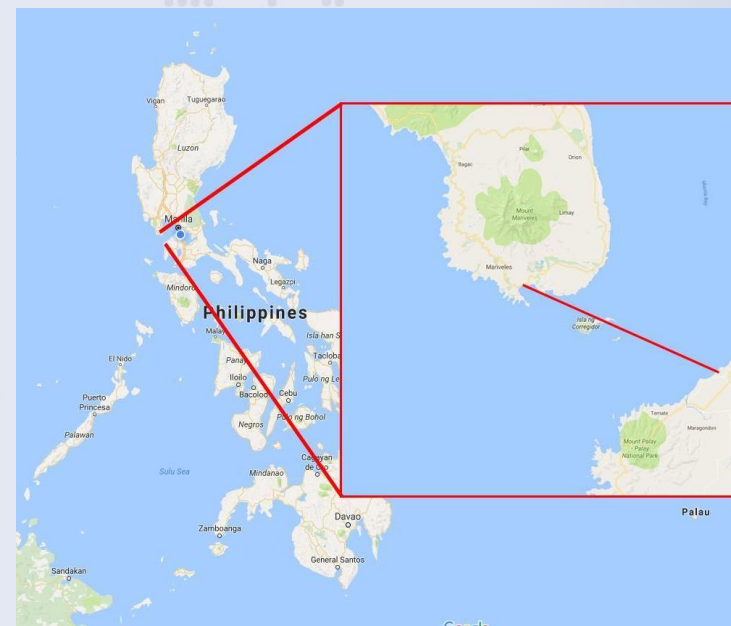 Vigan
Tuguegarao
Luzon
Manila
Naga
Legazpi
Mindoro
Philippines
Malay
Isla han S
Panay
Tacloba
El Nido
Iloilo
Pulo ng Le
Bacolod
Cebu
Puerto
Princesa
Pulo ng Bohol
Negros
Palawan
Cagayan
de Oro
Sulu Sea
Mindanao
Davao
Zamboanga
General Santos
Sandakan
Pilar
Orion
Bagac
Mount
Mariveles
Limay
Mariveles
Isla ng
Corregidor
Ternate
Maragondon
Mount Palay
Palay
National Park
Palau
Google